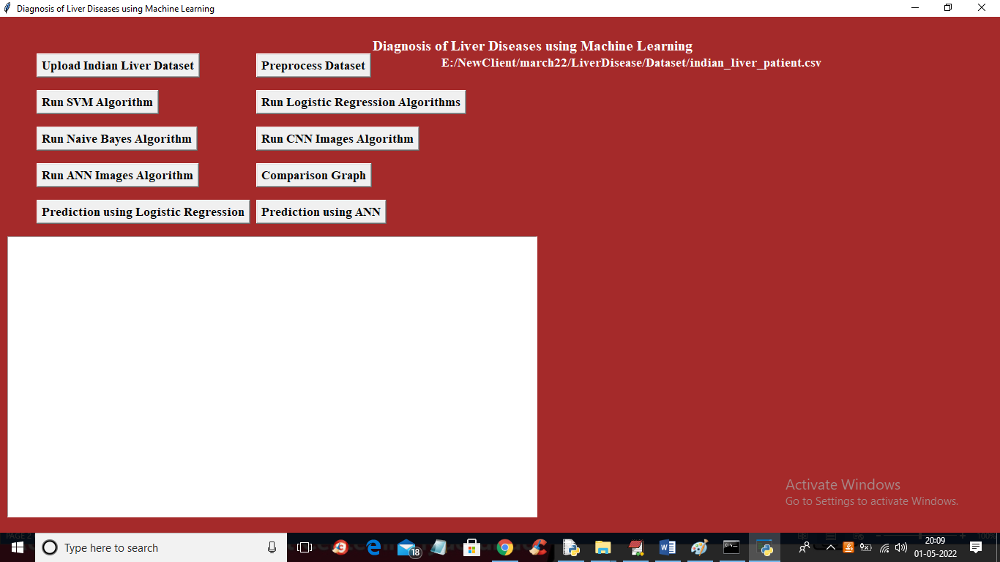 Diagnosis of Liver Diseases using Machine Learning
Diagnosis of Liver Diseases using Machine Learning
Upload Indian Liver Dataset
Preprocess Dataset
E:/NewClient/march22/LiverDisease/Dataset/indian_liver_patient.csv
Run SVM Algorithm
Run Logistic Regression Algorithms
Run Naive Bayes Algorithm
Run CNN Images Algorithm
Run ANN Images Algorithm
Comparison Graph
Prediction using Logistic Regression
Prediction using ANN
Activate Windows
Go to Settings to activate Windows.
PAGE 2
100%
Type here to search
18
20:09
01-05-2022